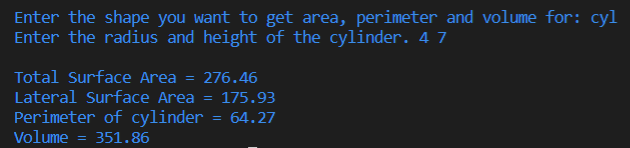 Enter the shape you want to get area, perimeter and volume for: cyl
Enter the radius and height of the cylinder. 4 7
Total Surface Area = 276.46
Lateral Surface Area = 175.93
Perimeter of cylinder = 64.27
Volume = 351.86